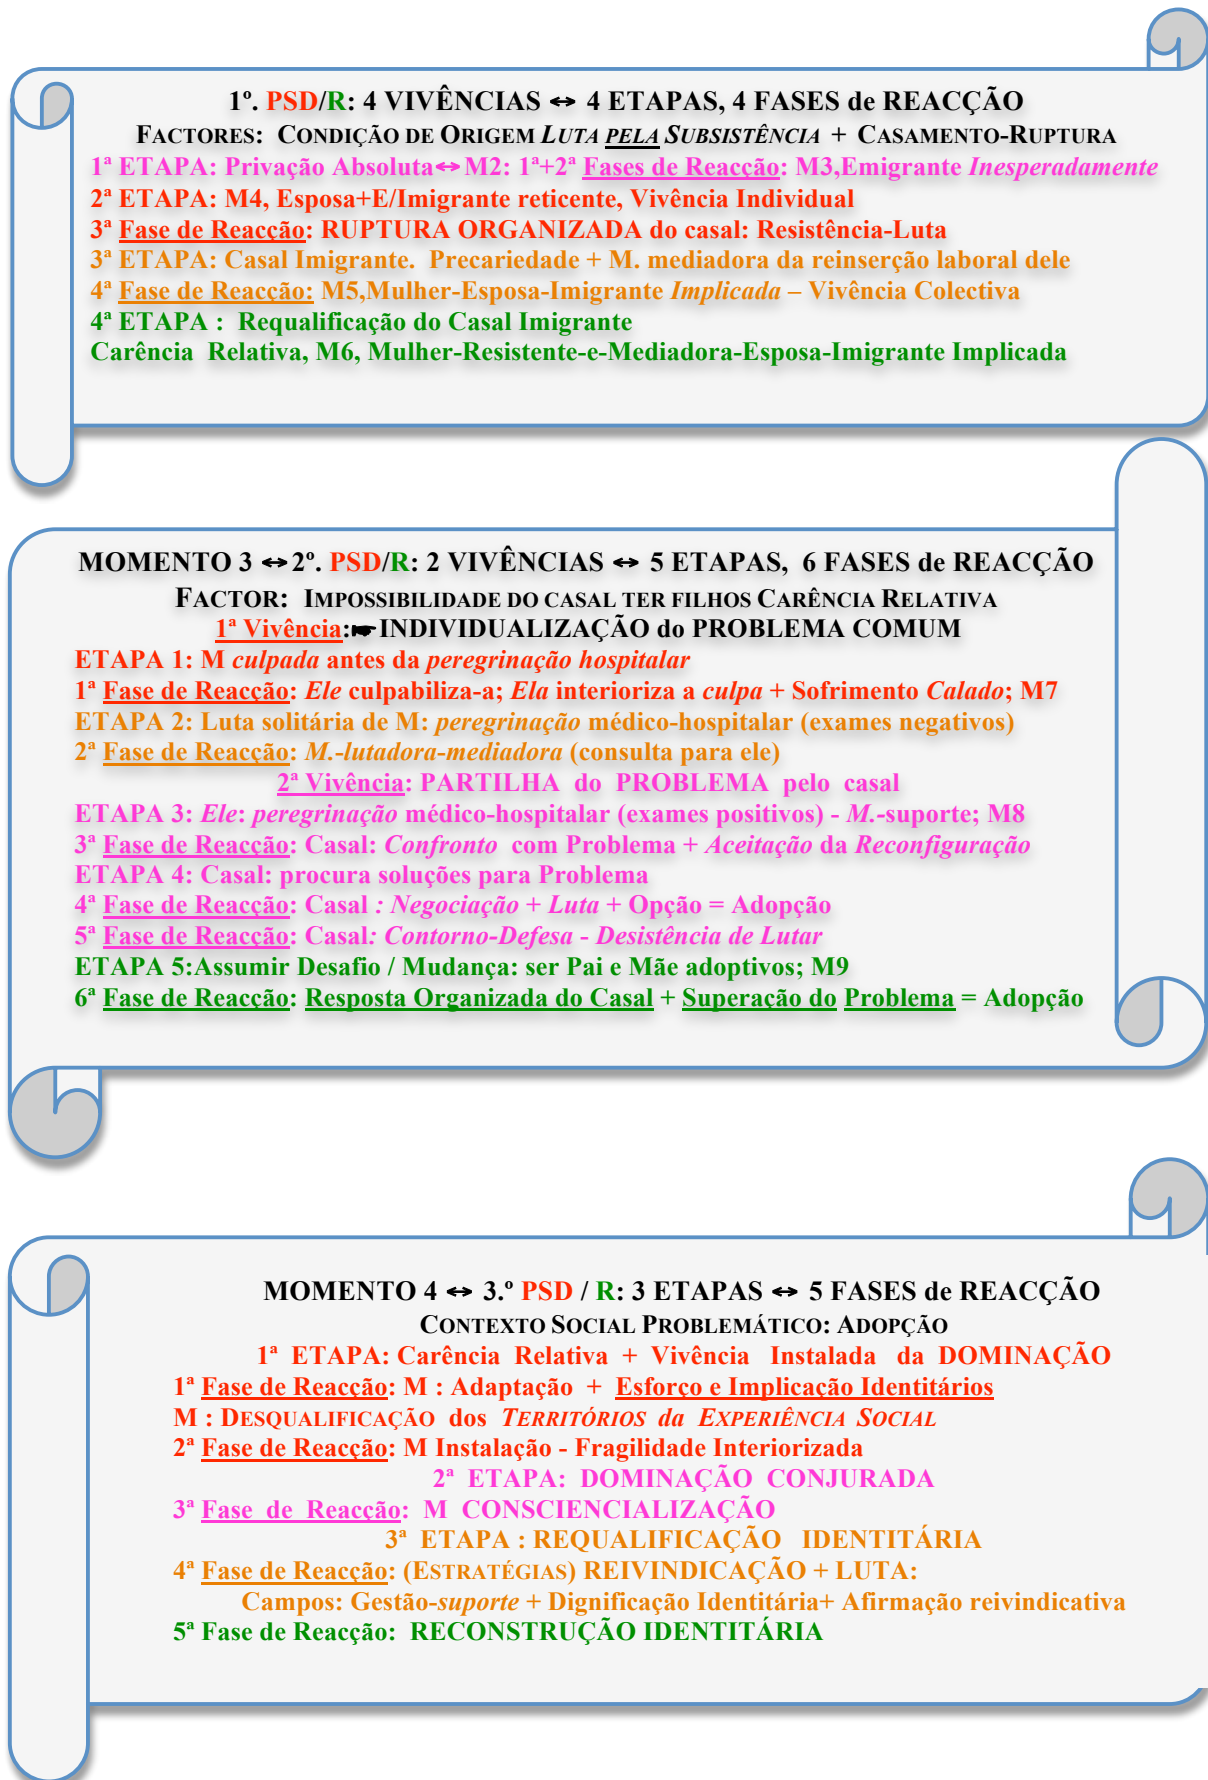 1º. PSD/R: 4 VIVÊNCIAS ↔ 4 ETAPAS, 4 FASES de REACÇÃO
FACTORES: CONDIÇÃO DE ORIGEM LUTA PELA SUBSISTÊNCIA + CASAMENTO-RUPTURA
1ª ETAPA: Privação Absoluta↔M2: 1ª+2ª Fases de Reacção: M3,Emigrante Inesperadamente
2ª ETAPA: M4, Esposa+E/Imigrante reticente, Vivência Individual
3ª Fase de Reacção: RUPTURA ORGANIZADA do casal: Resistência-Luta
3ª ETAPA: Casal Imigrante. Precariedade + M. mediadora da reinserção laboral dele
4ª Fase de Reacção: M5,Mulher-Esposa-Imigrante Implicada – Vivência Colectiva
4ª ETAPA : Requalificação do Casal Imigrante
Carência Relativa, M6, Mulher-Resistente-e-Mediadora-Esposa-Imigrante Implicada
MOMENTO 3 ↔2º. PSD/R: 2 VIVÊNCIAS ↔ 5 ETAPAS, 6 FASES de REACÇÃO
FACTOR: IMPOSSIBILIDADE DO CASAL TER FILHOS CARÊNCIA RELATIVA
1ª Vivência:☛INDIVIDUALIZAÇÃO do PROBLEMA COMUM
ETAPA 1: M culpada antes da peregrinação hospitalar
1ª Fase de Reacção: Ele culpabiliza-a; Ela interioriza a culpa + Sofrimento Calado; M7
ETAPA 2: Luta solitária de M: peregrinação médico-hospitalar (exames negativos)
2ª Fase de Reacção: M.-lutadora-mediadora (consulta para ele)
2ª Vivência: PARTILHA do PROBLEMA pelo casal
ETAPA 3: Ele: peregrinação médico-hospitalar (exames positivos) - M.-suporte; M8
3ª Fase de Reacção: Casal: Confronto com Problema + Aceitação da Reconfiguração
ETAPA 4: Casal: procura soluções para Problema
4ª Fase de Reacção: Casal : Negociação + Luta + Opção = Adopção
5ª Fase de Reacção: Casal: Contorno-Defesa - Desistência de Lutar
ETAPA 5:Assumir Desafio / Mudança: ser Pai e Mãe adoptivos; M9
6ª Fase de Reacção: Resposta Organizada do Casal + Superação do Problema = Adopção
MOMENTO 4 ↔ 3.º PSD / R: 3 ETAPAS ↔ 5 FASES de REACÇÃO
CONTEXTO SOCIAL PROBLEMÁTICO: ADOPÇÃO
1ª ETAPA: Carência Relativa + Vivência Instalada da DOMINAÇÃO
1ª Fase de Reacção: M : Adaptação + Esforço e Implicação Identitários
M : DESQUALIFICAÇÃO dos TERRITÓRIOS da EXPERIÊNCIA SOCIAL
2ª Fase de Reacção: M Instalação - Fragilidade Interiorizada
2ª ETAPA: DOMINAÇÃO CONJURADA
3ª Fase de Reacção: M CONSCIENCIALIZAÇÃO
3ª ETAPA : REQUALIFICAÇÃO IDENTITÁRIA
4ª Fase de Reacção: (ESTRATÉGIAS) REIVINDICAÇÃO + LUTA:
Campos: Gestão-suporte + Dignificação Identitária+ Afirmação reivindicativa
5ª Fase de Reacção: RECONSTRUÇÃO IDENTITÁRIA